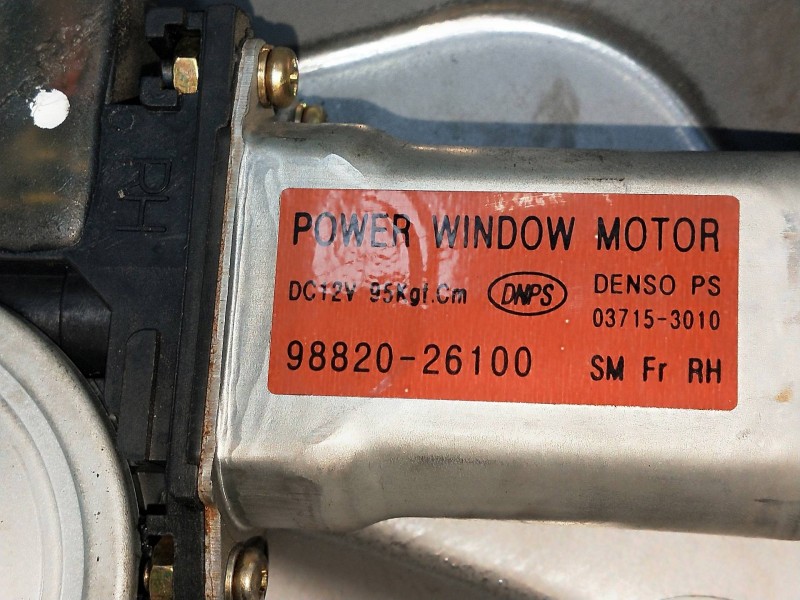 RH
POWER WINDOW MOTOR
DC12V 95Kgf.Cm DNPS DENSO PS
03715-3010
98820-26100 SM Fr RH